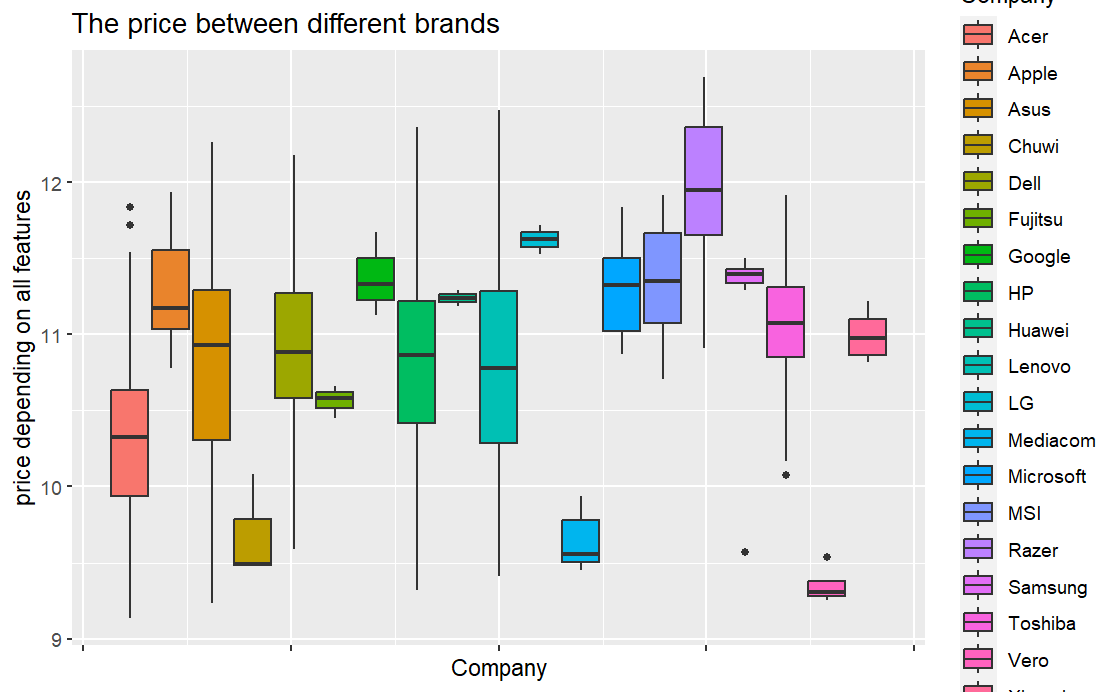 The price between different brands
price depending on all features
12
11
10
9
Company
Company
Acer
Apple
Asus
Chuwi
Dell
Fujitsu
Google
HP
Huawei
Lenovo
LG
Mediacom
Microsoft
MSI
Razer
Samsung
Toshiba
Vero